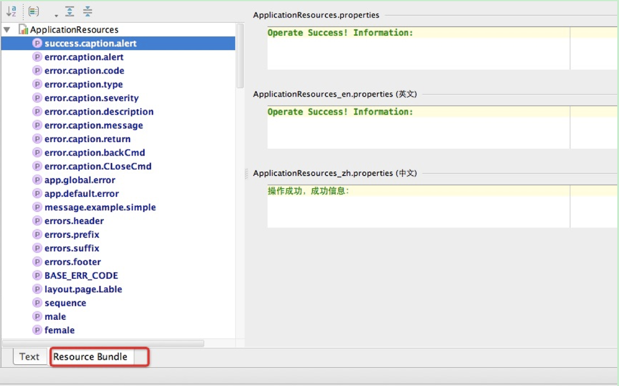 ApplicationResources
success.caption.alert
error.caption.alert
error.caption.code
error.caption.type
error.caption.severity
error.caption.description
error.caption.message
error.caption.return
error.caption.backCmd
error.caption.CLoseCmd
app.global.error
app.default.error
message.example.simple
errors.header
errors.prefix
errors.suffix
errors.footer
BASE_ERR_CODE
layout.page.Lable
sequence
male
female
Text
Resource Bundle
ApplicationResources.properties
Operate Success! Information:
ApplicationResources_en.properties (英文)
Operate Success! Information:
ApplicationResources_zh.properties (中文)
操作成功，成功信息：